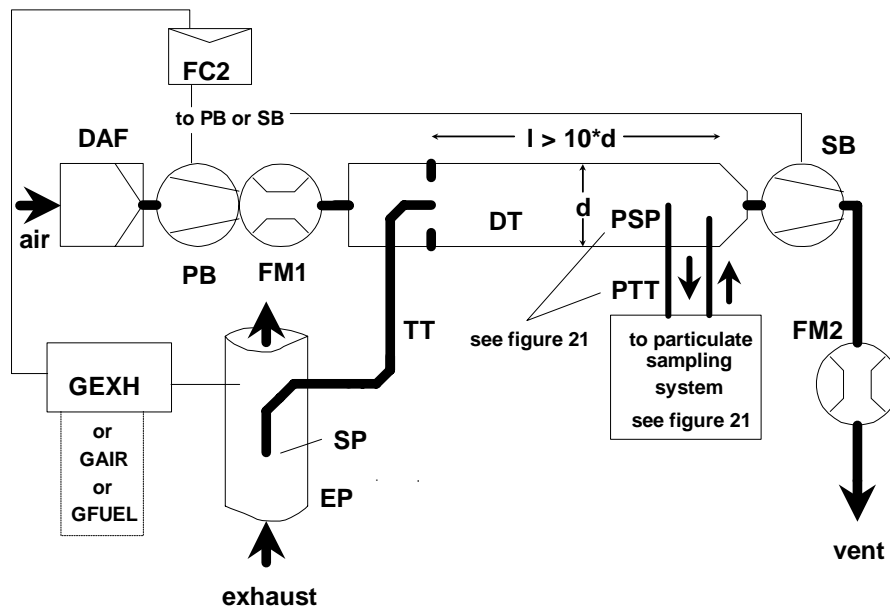 FC2
to PB or SB
DAF
l > 10*d
SB
air
PB
FM1
DT
d
PSP
PTT
see figure 21
TT
FM2
to particulate
sampling
system
see figure 21
GEXH
or
GAIR
or
GFUEL
SP
EP
exhaust
vent